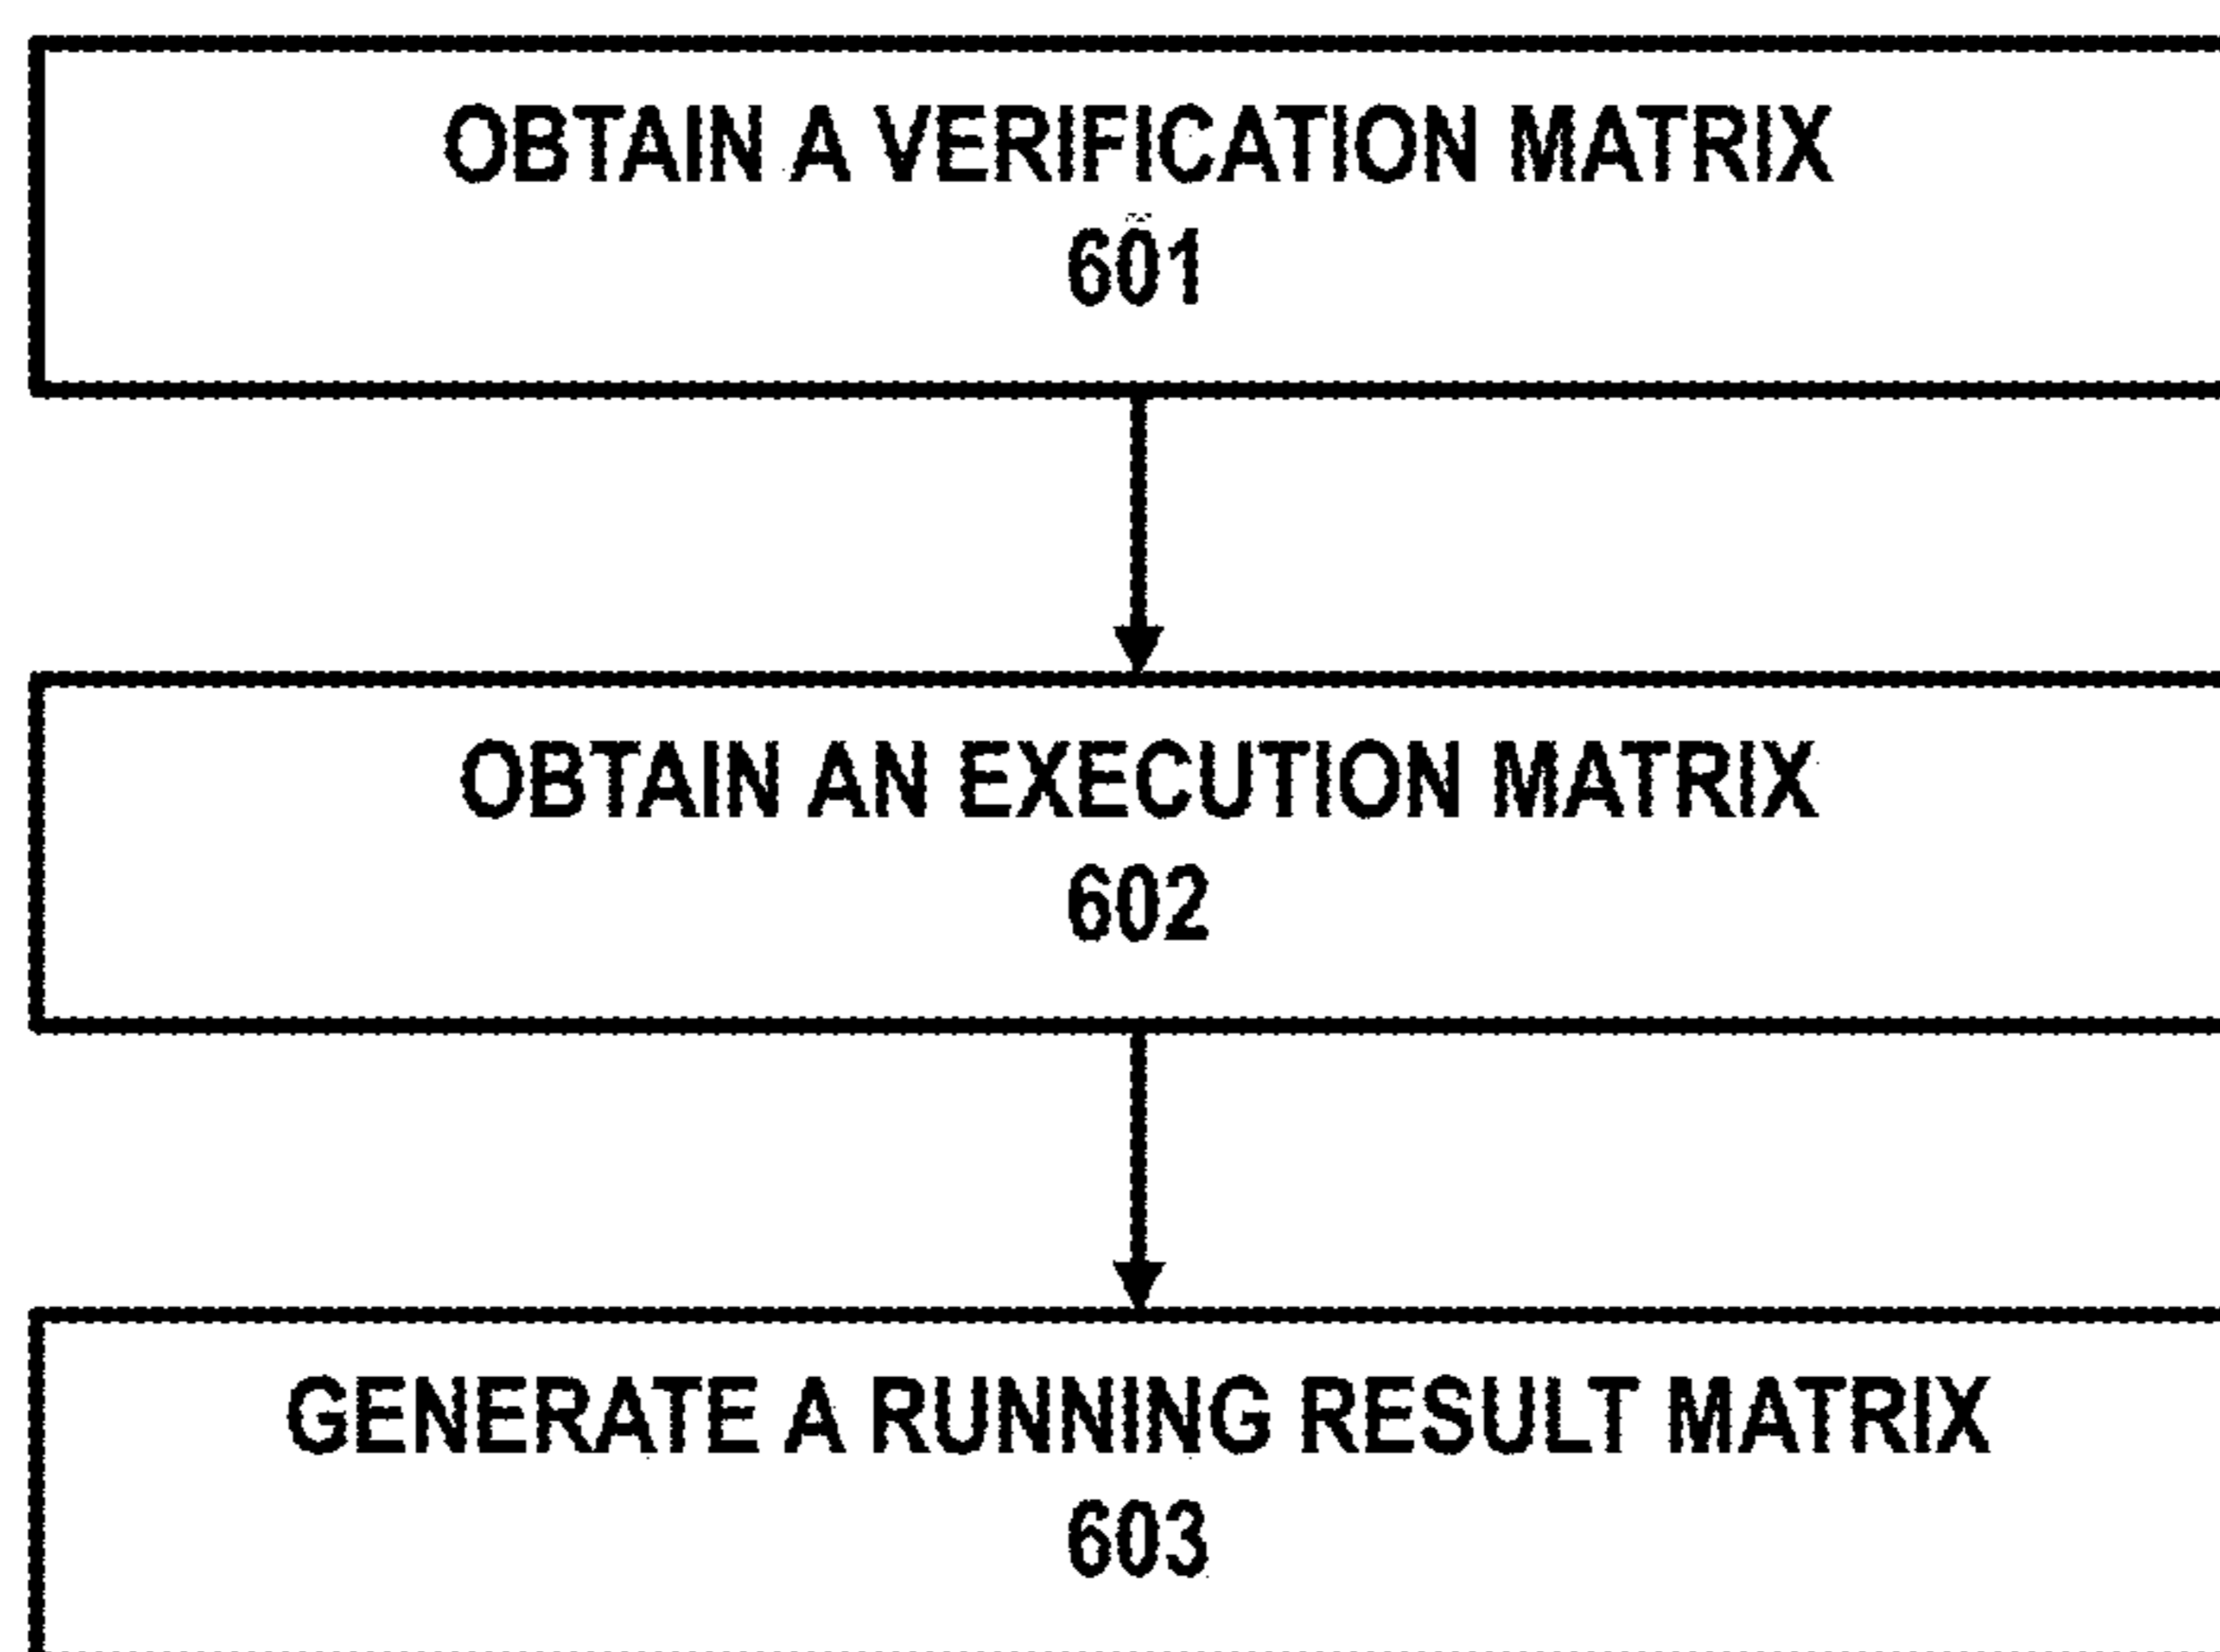 OBTAIN A VERIFICATION MATRIX
601
OBTAIN AN EXECUTION MATRIX
602
GENERATE A RUNNING RESULT MATRIX
603